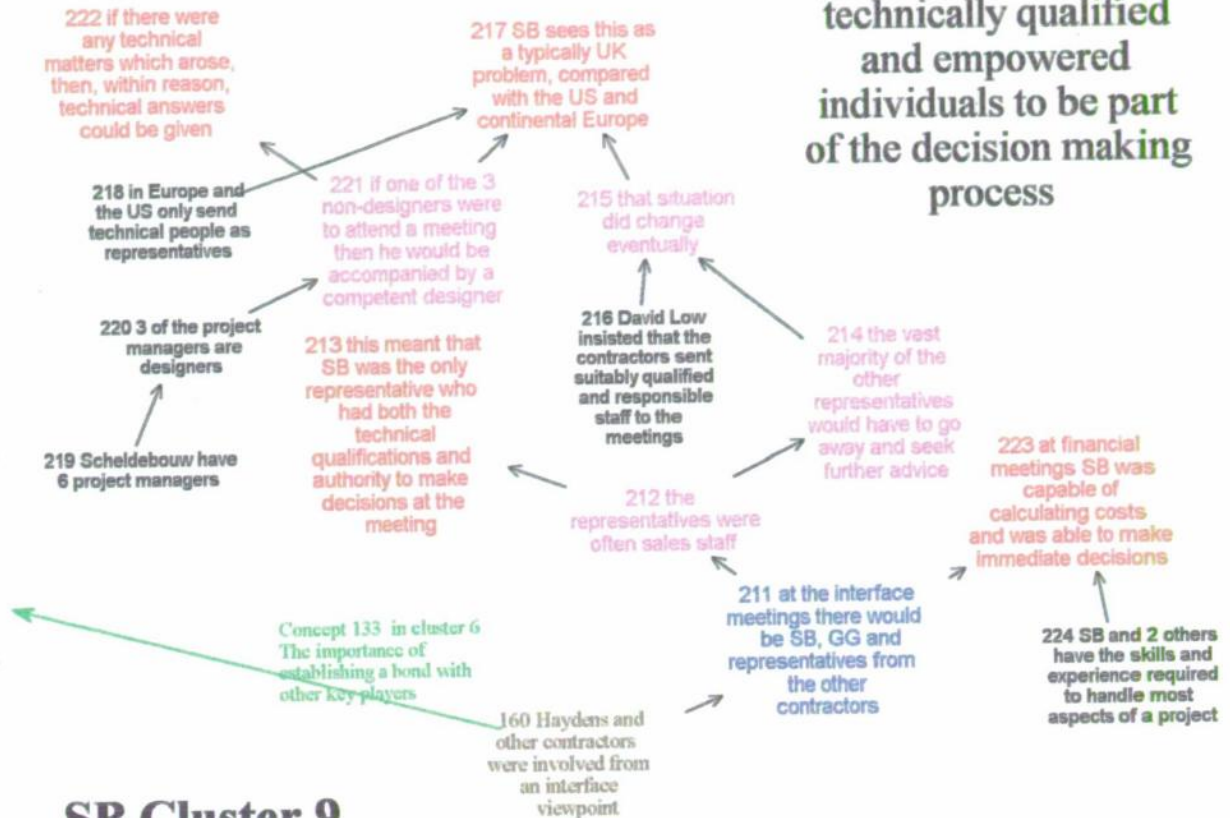 technically qualified
and empowered
individuals to be part
of the decision making
process
222 if there were
any technical
matters which arose,
then, within reason,
technical answers
could be given
217 SB sees this as
a typically UK
problem, compared
with the US and
continental Europe
218 in Europe and
the US only send
technical people as
representatives
221 if one of the 3
non-designers were
to attend a meeting
then he would be
accompanied by a
competent designer
215 that situation
did change
eventually
220 3 of the project
managers are
designers
213 this meant that
SB was the only
representative who
had both the
technical
qualifications and
authority to make
decisions at the
meeting
216 David Low
insisted that the
contractors sent
suitably qualified
and responsible
staff to the
meetings
214 the vast
majority of the
other
representatives
would have to go
away and seek
further advice
219 Scheldebouw have
6 project managers
212 the
representatives were
often sales staff
223 at financial
meetings SB was
capable of
calculating costs
and was able to make
immediate decisions
211 at the interface
meetings there would
be SB, GG and
representatives from
the other
contractors
224 SB and 2 others
have the skills and
experience required
to handle most
aspects of a project
Concept 133 in cluster 6
The importance of
establishing a bond with
other key players
160 Haydens and
other contractors
were involved from
an interface
viewpoint
SB Cluster 9